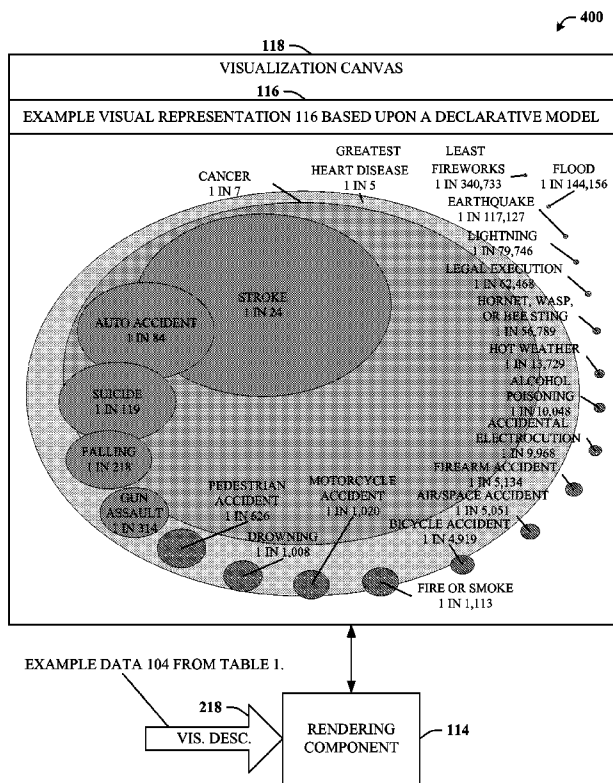 400
118
VISUALIZATION CANVAS
116
EXAMPLE VISUAL REPRESENTATION 116 BASED UPON A DECLARATIVE MODEL
GREATEST
LEAST
CANCER
1 IN 7
HEART DISEASE
1 IN 5
FIREWORKS
1 IN 340,733
FLOOD
1 IN 144,156
EARTHQUAKE
1 IN 117,127
LIGHTNING
1 IN 79,746
LEGAL EXECUTION
1 IN 62,468
HORNET, WASP,
OR BEE STING
1 IN 56,789
HOT WEATHER
1 IN 13,729
ALCOHOL
POISONING
1 IN 10,048
ACCIDENTAL
ELECTROCUTION
1 IN 9,968
FIREARM ACCIDENT
1 IN 5,134
AIR/SPACE ACCIDENT
1 IN 5,051
BICYCLE ACCIDENT
1 IN 4,919
STROKE
1 IN 24
AUTO ACCIDENT
1 IN 84
SUICIDE
1 IN 119
FALLING
1 IN 218
GUN
ASSAULT
1 IN 314
PEDESTRIAN
ACCIDENT
1 IN 626
DROWNING
1 IN 1,008
MOTORCYCLE
ACCIDENT
1 IN 1,020
FIRE OR SMOKE
1 IN 1,113
EXAMPLE DATA 104 FROM TABLE 1.
218
VIS. DESC.
RENDERING
COMPONENT
114